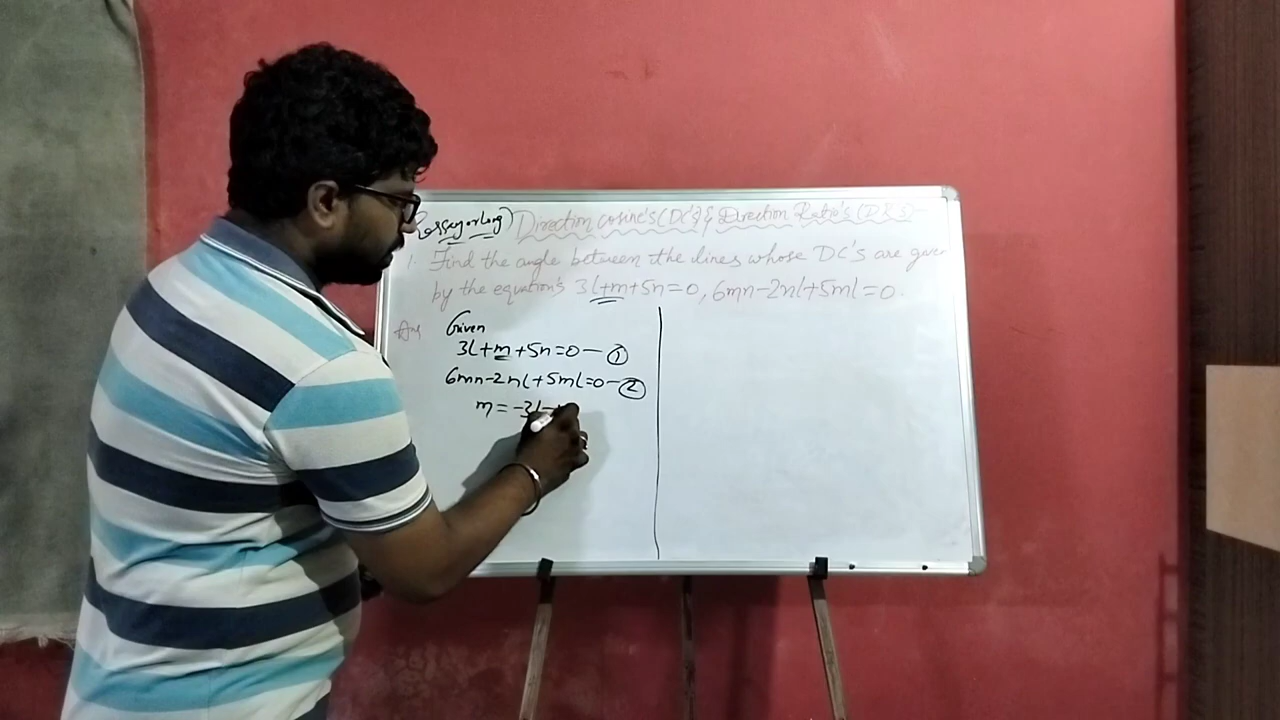 Direction cosine's (DC's) & Direction Ratio's (DR's)
1. Find the angle between the lines whose DC's are given
by the equation's 3l+m+5n=0, 6mn-2nl+5ml=0.
Ans Given
3l+m+5n=0-①
6mn-2nl+5ml=0-②
m=-3l-